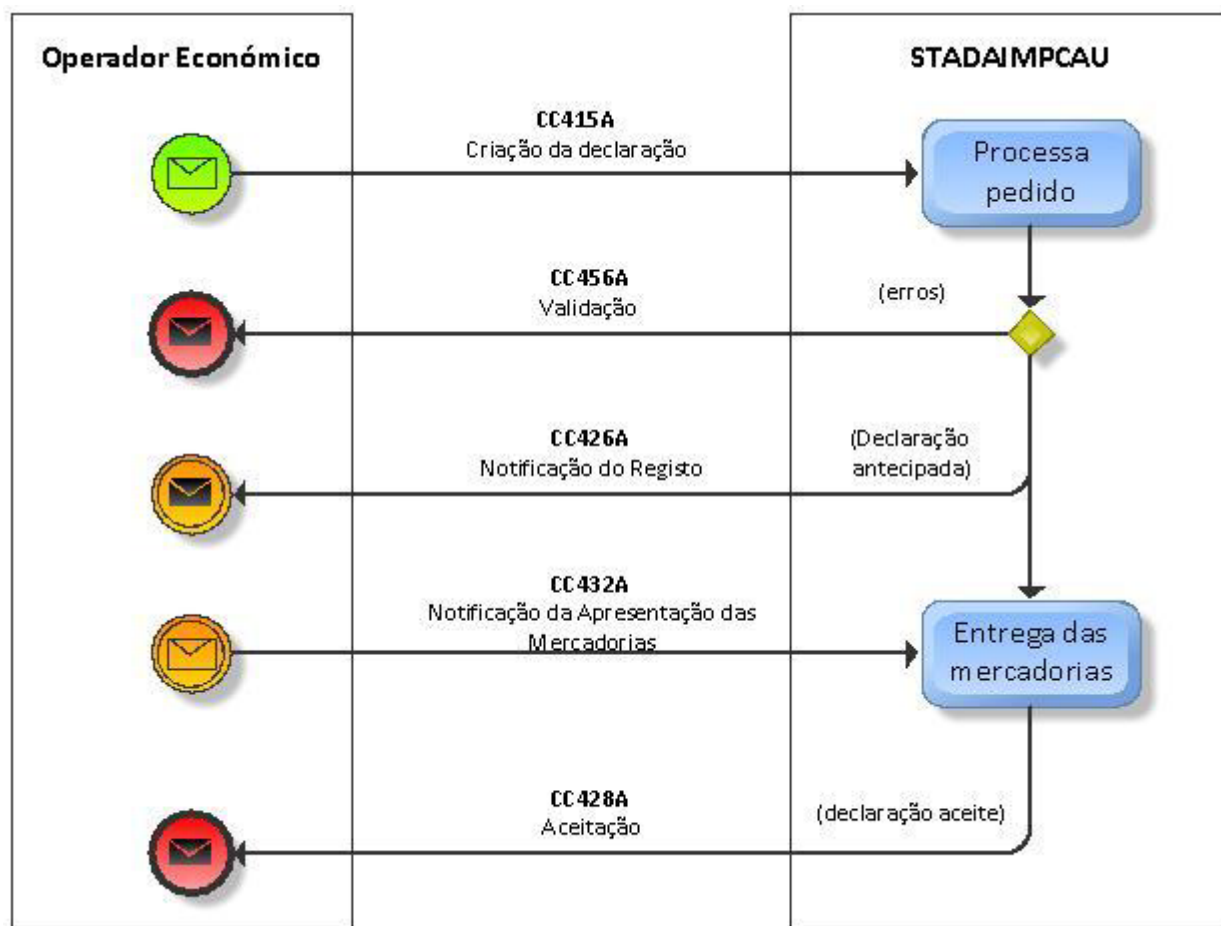 Operador Económico
STADAIMPCAU
CC415A
Criação da declaração
Processa
pedido
CC456A
Validação
(erros)
CC426A
Notificação do Registo
(Declaração
antecipada)
CC432A
Notificação da Apresentação das
Mercadorias
Entrega das
mercadorias
CC428A
Aceitação
(declaração aceite)